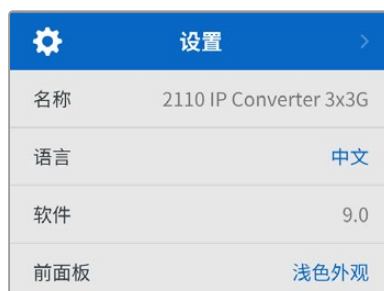 设置
名称 2110 IP Converter 3x3G
语言 中文
软件 9.0
前面板 浅色外观